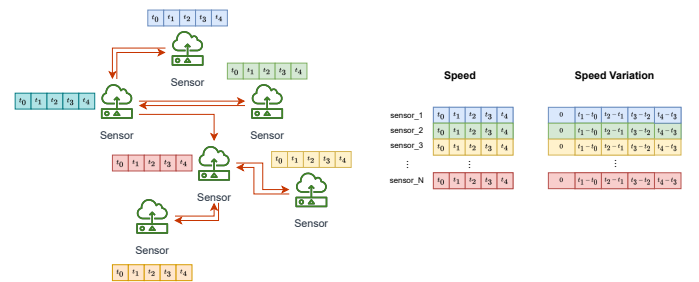 t0 t1 t2 t3 t4
Sensor
t0 t1 t2 t3 t4
Sensor
t0 t1 t2 t3 t4
Sensor
t0 t1 t2 t3 t4
Sensor
t0 t1 t2 t3 t4
Sensor
Sensor
t0 t1 t2 t3 t4
Speed Speed Variation
sensor_1 t0 t1 t2 t3 t4 0 t1−t0 t2−t1 t3−t2 t4−t3
sensor_2 t0 t1 t2 t3 t4 0 t1−t0 t2−t1 t3−t2 t4−t3
sensor_3 t0 t1 t2 t3 t4 0 t1−t0 t2−t1 t3−t2 t4−t3
⋮ ⋮ ⋮
sensor_N t0 t1 t2 t3 t4 0 t1−t0 t2−t1 t3−t2 t4−t3